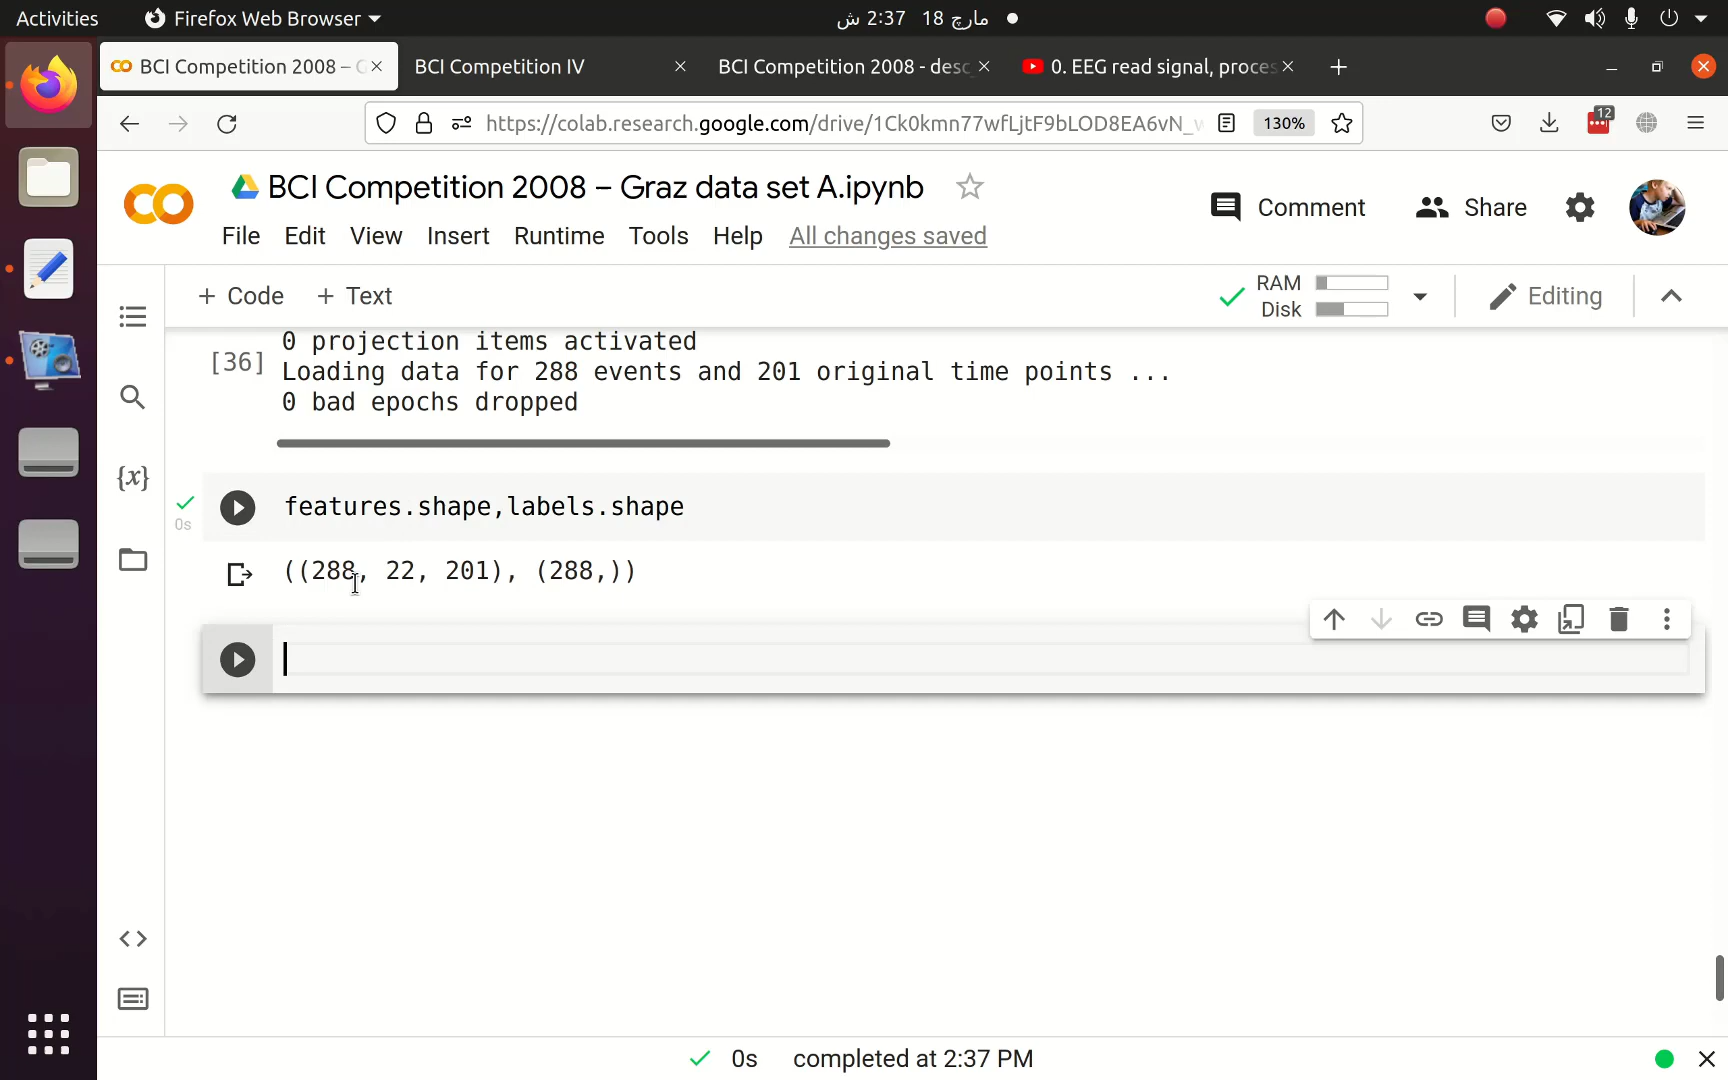 Activities Firefox Web Browser 18 مارچ 2:37 ش
BCI Competition 2008 – G BCI Competition IV BCI Competition 2008 - desc 0. EEG read signal, proces
https://colab.research.google.com/drive/1Ck0kmn77wfLjtF9bLOD8EA6vN_w 130% 12
BCI Competition 2008 – Graz data set A.ipynb
Comment Share
File Edit View Insert Runtime Tools Help All changes saved
+ Code + Text RAM Disk Editing
0 projection items activated
[36] Loading data for 288 events and 201 original time points ...
0 bad epochs dropped
{x}
features.shape,labels.shape
0s
((288, 22, 201), (288,))
0s completed at 2:37 PM